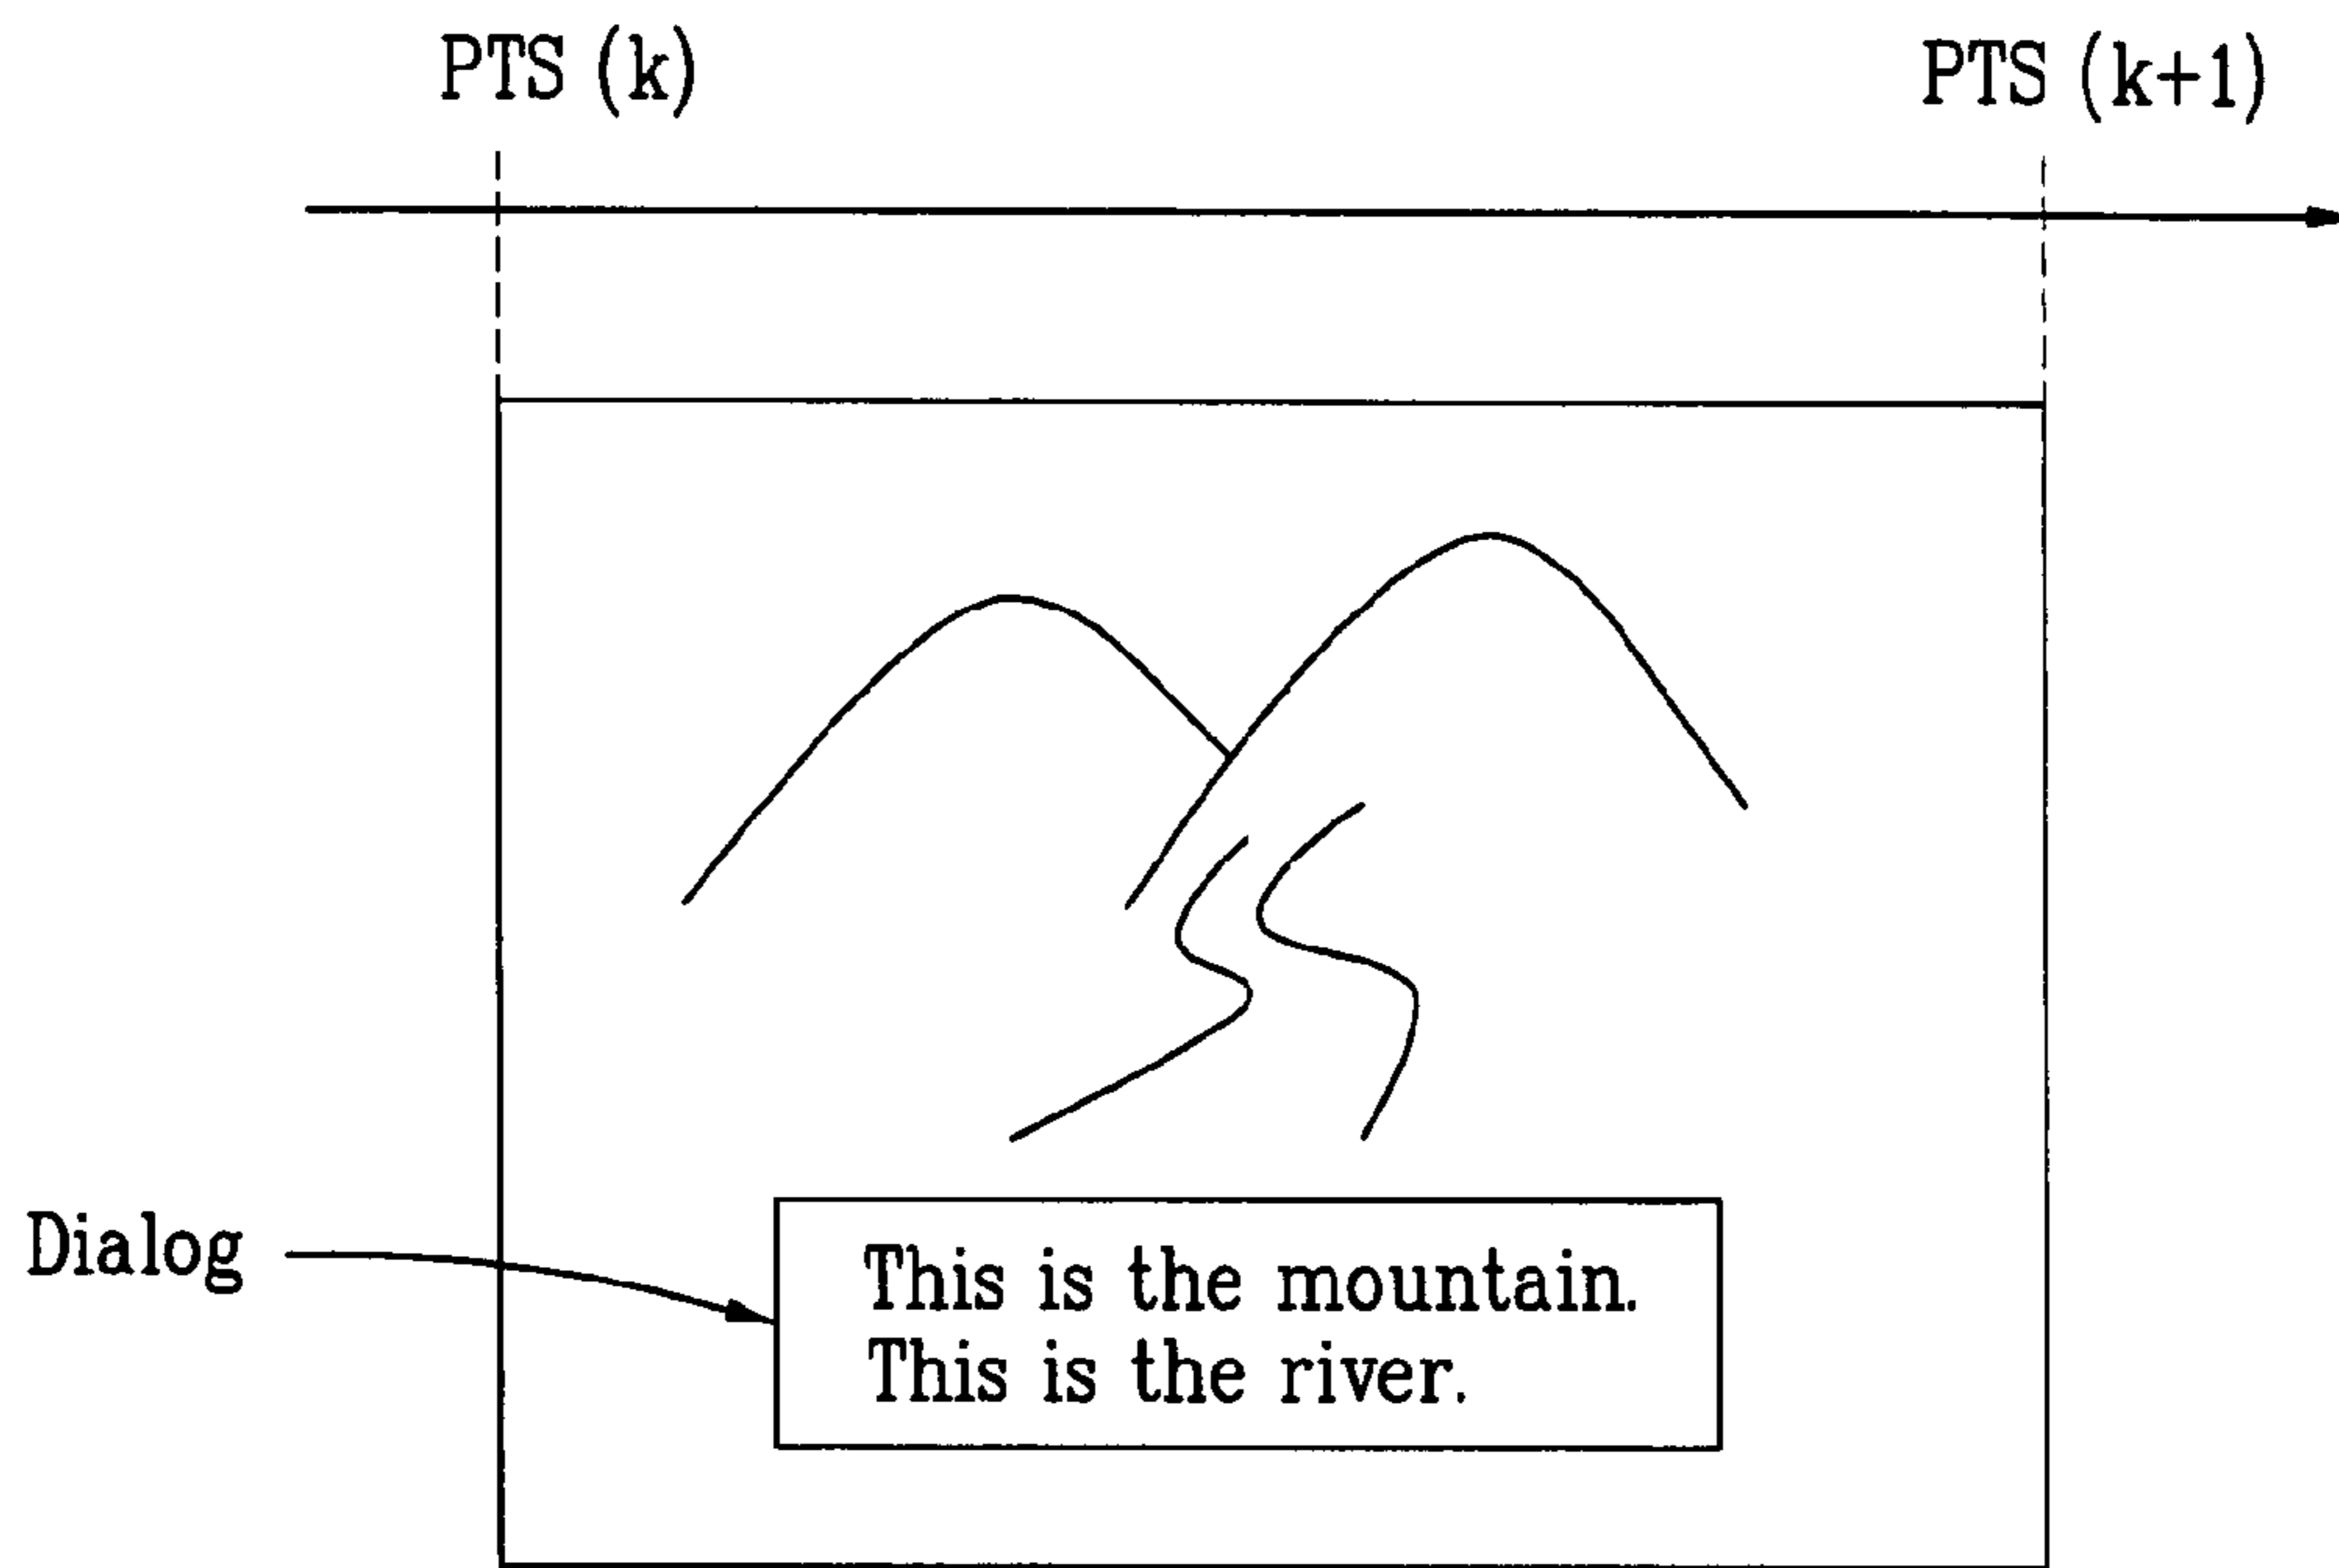 PTS (k)
PTS (k+1)
Dialog
This is the mountain.
This is the river.